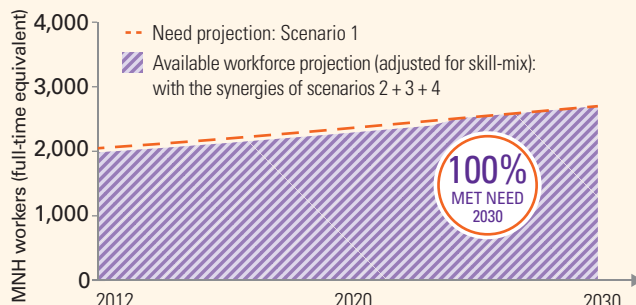 MNH workers (full-time equivalent)
4,000
3,000
2,000
1,000
0
Need projection: Scenario 1
Available workforce projection (adjusted for skill-mix):
with the synergies of scenarios 2 + 3 + 4
100%
MET NEED
2030
2012
2020
2030